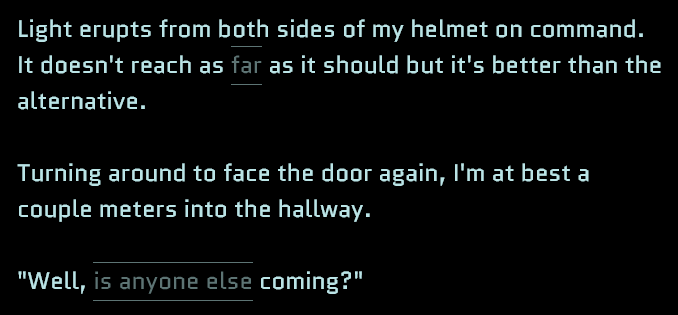 Light erupts from both sides of my helmet on command.
It doesn't reach as far as it should but it's better than the
alternative.
Turning around to face the door again, I'm at best a
couple meters into the hallway.
"Well, is anyone else coming?"